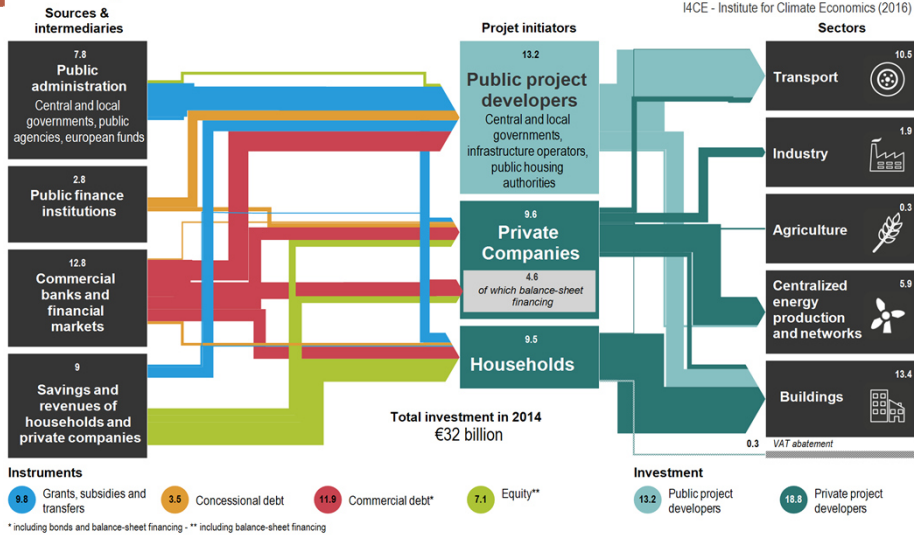 I4CE - Institute for Climate Economics (2016)
Sources &
intermediaries
Projet initiators
Sectors
7.8
Public
administration
Central and local
governments, public
agencies, european funds
2.8
Public finance
institutions
12.8
Commercial
banks and
financial
markets
9
Savings and
revenues of
households and
private companies
13.2
Public project
developers
Central and local
governments,
infrastructure operators,
public housing
authorities
9.6
Private
Companies
4.6
of which balance-sheet
financing
9.5
Households
Total investment in 2014
€32 billion
10.5
Transport
1.9
Industry
0.3
Agriculture
5.9
Centralized
energy
production
and networks
13.4
Buildings
0.3 VAT abatement
Instruments
9.8 Grants, subsidies and
transfers
3.5 Concessional debt
11.9 Commercial debt*
7.1 Equity**
Investment
13.2 Public project
developers
18.8 Private project
developers
* including bonds and balance-sheet financing - ** including balance-sheet financing